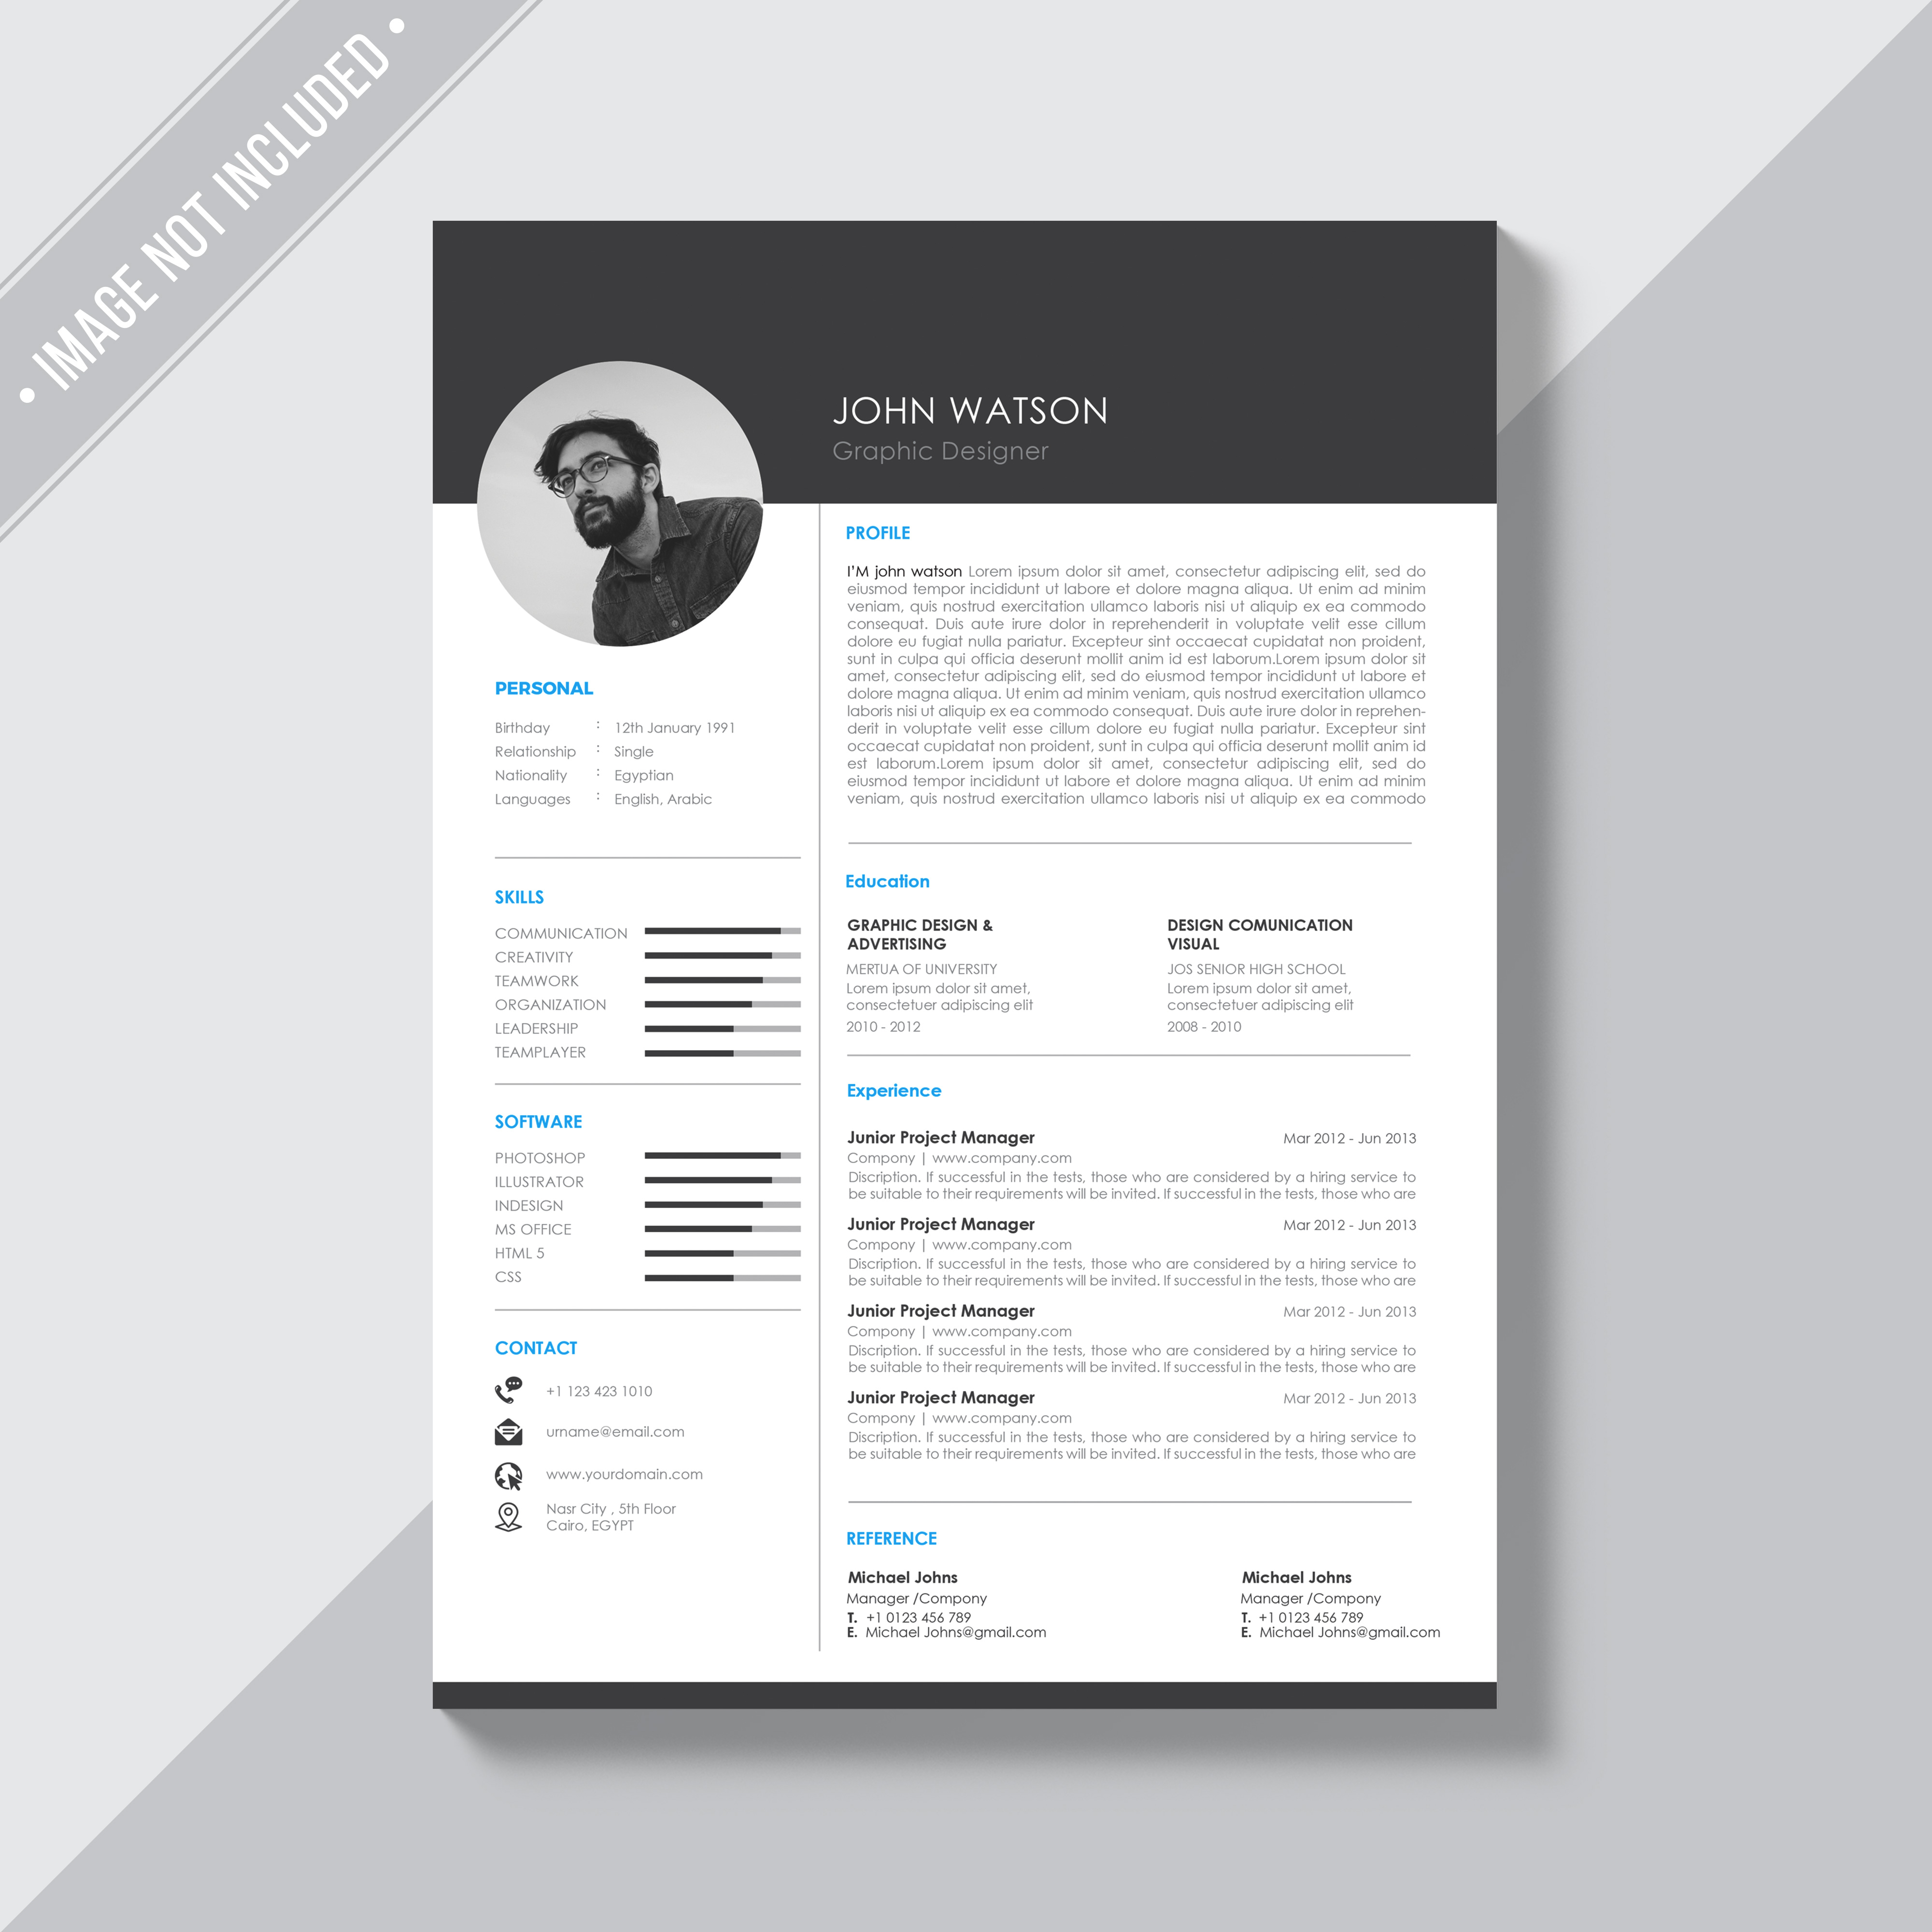 • IMAGE NOT INCLUDED •
JOHN WATSON
Graphic Designer
PERSONAL
Birthday : 12th January 1991
Relationship : Single
Nationality : Egyptian
Languages : English, Arabic
SKILLS
COMMUNICATION
CREATIVITY
TEAMWORK
ORGANIZATION
LEADERSHIP
TEAMPLAYER
SOFTWARE
PHOTOSHOP
ILLUSTRATOR
INDESIGN
MS OFFICE
HTML 5
CSS
CONTACT
+1 123 423 1010
urname@email.com
www.yourdomain.com
Nasr City , 5th Floor
Cairo, EGYPT
PROFILE
I'M john watson Lorem ipsum dolor sit amet, consectetur adipiscing elit, sed do
eiusmod tempor incididunt ut labore et dolore magna aliqua. Ut enim ad minim
veniam, quis nostrud exercitation ullamco laboris nisi ut aliquip ex ea commodo
consequat. Duis aute irure dolor in reprehenderit in voluptate velit esse cillum
dolore eu fugiat nulla pariatur. Excepteur sint occaecat cupidatat non proident,
sunt in culpa qui officia deserunt mollit anim id est laborum.Lorem ipsum dolor sit
amet, consectetur adipiscing elit, sed do eiusmod tempor incididunt ut labore et
dolore magna aliqua. Ut enim ad minim veniam, quis nostrud exercitation ullamco
laboris nisi ut aliquip ex ea commodo consequat. Duis aute irure dolor in reprehen-
derit in voluptate velit esse cillum dolore eu fugiat nulla pariatur. Excepteur sint
occaecat cupidatat non proident, sunt in culpa qui officia deserunt mollit anim id
est laborum.Lorem ipsum dolor sit amet, consectetur adipiscing elit, sed do
eiusmod tempor incididunt ut labore et dolore magna aliqua. Ut enim ad minim
veniam, quis nostrud exercitation ullamco laboris nisi ut aliquip ex ea commodo
Education
GRAPHIC DESIGN &
ADVERTISING
MERTUA OF UNIVERSITY
Lorem ipsum dolor sit amet,
consectetuer adipiscing elit
2010 - 2012
DESIGN COMUNICATION
VISUAL
JOS SENIOR HIGH SCHOOL
Lorem ipsum dolor sit amet,
consectetuer adipiscing elit
2008 - 2010
Experience
Junior Project Manager Mar 2012 - Jun 2013
Compony | www.company.com
Discription. If successful in the tests, those who are considered by a hiring service to
be suitable to their requirements will be invited. If successful in the tests, those who are
Junior Project Manager Mar 2012 - Jun 2013
Compony | www.company.com
Discription. If successful in the tests, those who are considered by a hiring service to
be suitable to their requirements will be invited. If successful in the tests, those who are
Junior Project Manager Mar 2012 - Jun 2013
Compony | www.company.com
Discription. If successful in the tests, those who are considered by a hiring service to
be suitable to their requirements will be invited. If successful in the tests, those who are
Junior Project Manager Mar 2012 - Jun 2013
Compony | www.company.com
Discription. If successful in the tests, those who are considered by a hiring service to
be suitable to their requirements will be invited. If successful in the tests, those who are
REFERENCE
Michael Johns
Manager /Compony
T. +1 0123 456 789
E. Michael Johns@gmail.com
Michael Johns
Manager /Compony
T. +1 0123 456 789
E. Michael Johns@gmail.com